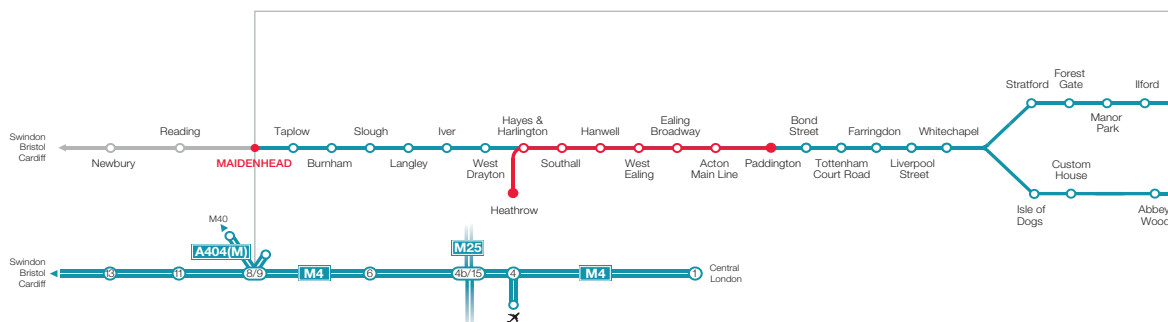 Stratford
Forest
Gate
Manor
Park
Ilford
Swindon
Bristol
Cardiff
Newbury
Reading
MAIDENHEAD
Taplow
Burnham
Slough
Langley
Iver
West
Drayton
Hayes &
Harlington
Heathrow
Southall
Hanwell
West
Ealing
Ealing
Broadway
Acton
Main Line
Paddington
Bond
Street
Tottenham
Court Road
Farringdon
Liverpool
Street
Whitechapel
Isle of
Dogs
Custom
House
Abbey
Wood
M40
A404(M)
M25
Swindon
Bristol
Cardiff
13
11
8/9
M4
6
4b/15
4
M4
1
Central
London